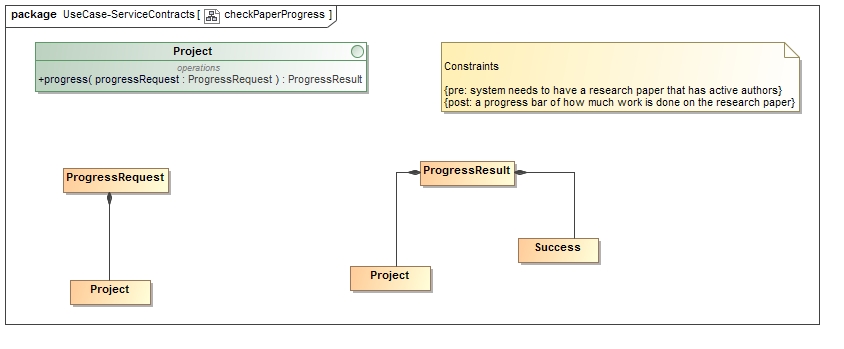 package UseCase-ServiceContracts [ checkPaperProgress ]
Project
operations
+progress( progressRequest : ProgressRequest ) : ProgressResult
Constraints
{pre: system needs to have a research paper that has active authors}
{post: a progress bar of how much work is done on the research paper}
ProgressRequest
ProgressResult
Project
Project
Success